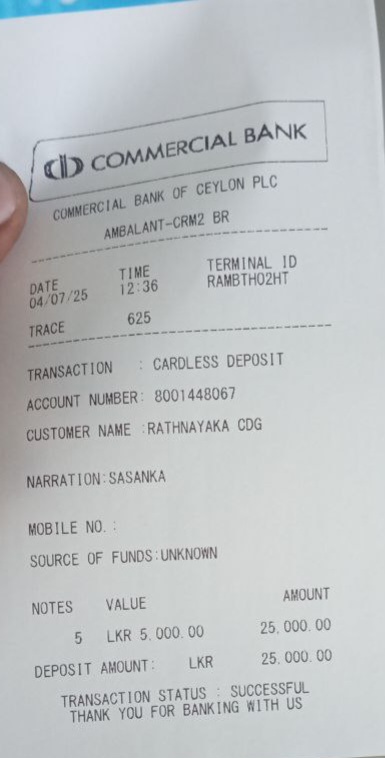 COMMERCIAL BANK
COMMERCIAL BANK OF CEYLON PLC
AMBALANT-CRM2 BR
DATE TIME TERMINAL ID
04/07/25 12:36 RAMBTH02HT
TRACE 625
TRANSACTION : CARDLESS DEPOSIT
ACCOUNT NUMBER: 8001448067
CUSTOMER NAME :RATHNAYAKA CDG
NARRATION:SASANKA
MOBILE NO. :
SOURCE OF FUNDS:UNKNOWN
NOTES VALUE AMOUNT
5 LKR 5,000.00 25,000.00
DEPOSIT AMOUNT: LKR 25,000.00
TRANSACTION STATUS : SUCCESSFUL
THANK YOU FOR BANKING WITH US